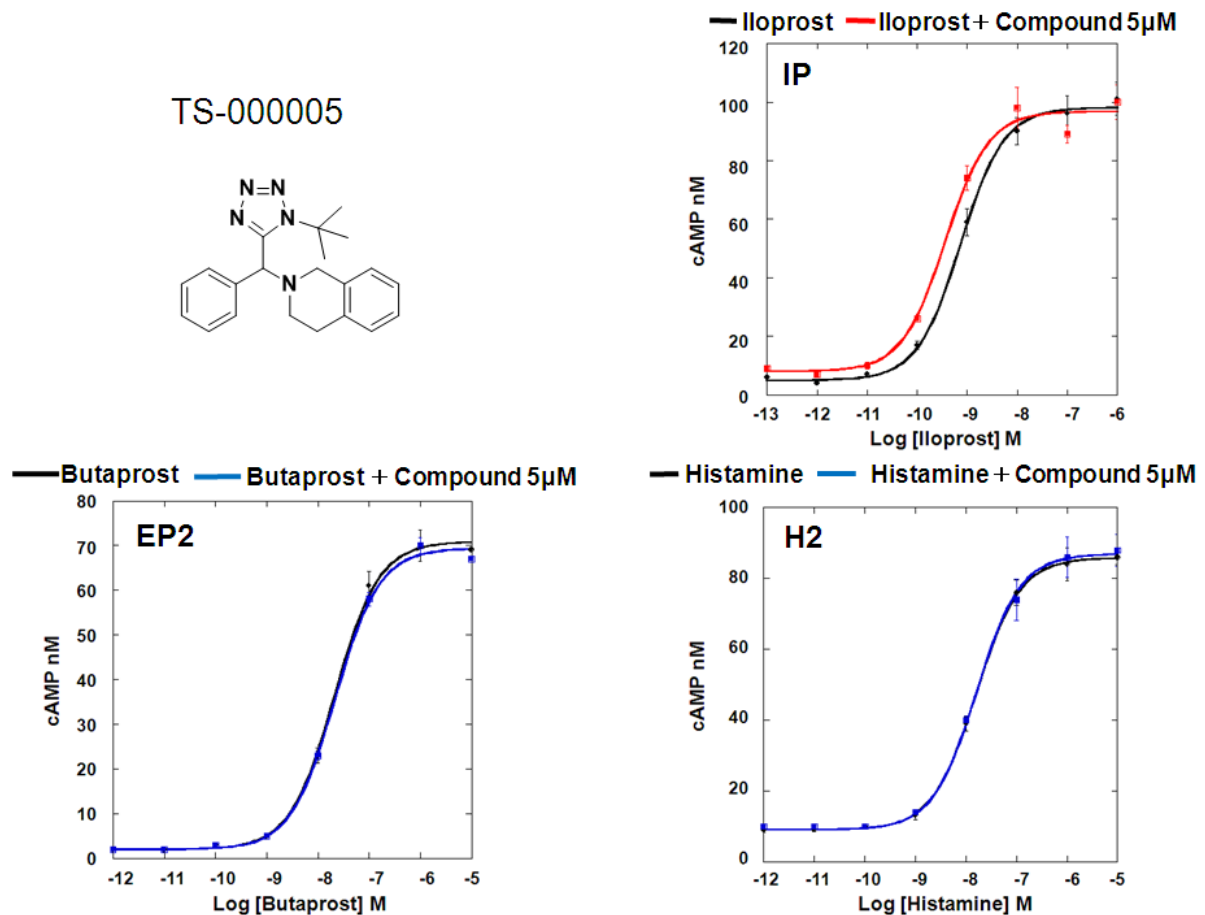 TS-000005
N=N
N N
N
Iloprost Iloprost + Compound 5µM
IP
120
100
80
60
40
20
0
cAMP nM
-13 -12 -11 -10 -9 -8 -7 -6
Log [Iloprost] M
Butaprost Butaprost + Compound 5µM
EP2
80
70
60
50
40
30
20
10
0
cAMP nM
-12 -11 -10 -9 -8 -7 -6 -5
Log [Butaprost] M
Histamine Histamine + Compound 5µM
H2
100
80
60
40
20
0
cAMP nM
-12 -11 -10 -9 -8 -7 -6 -5
Log [Histamine] M